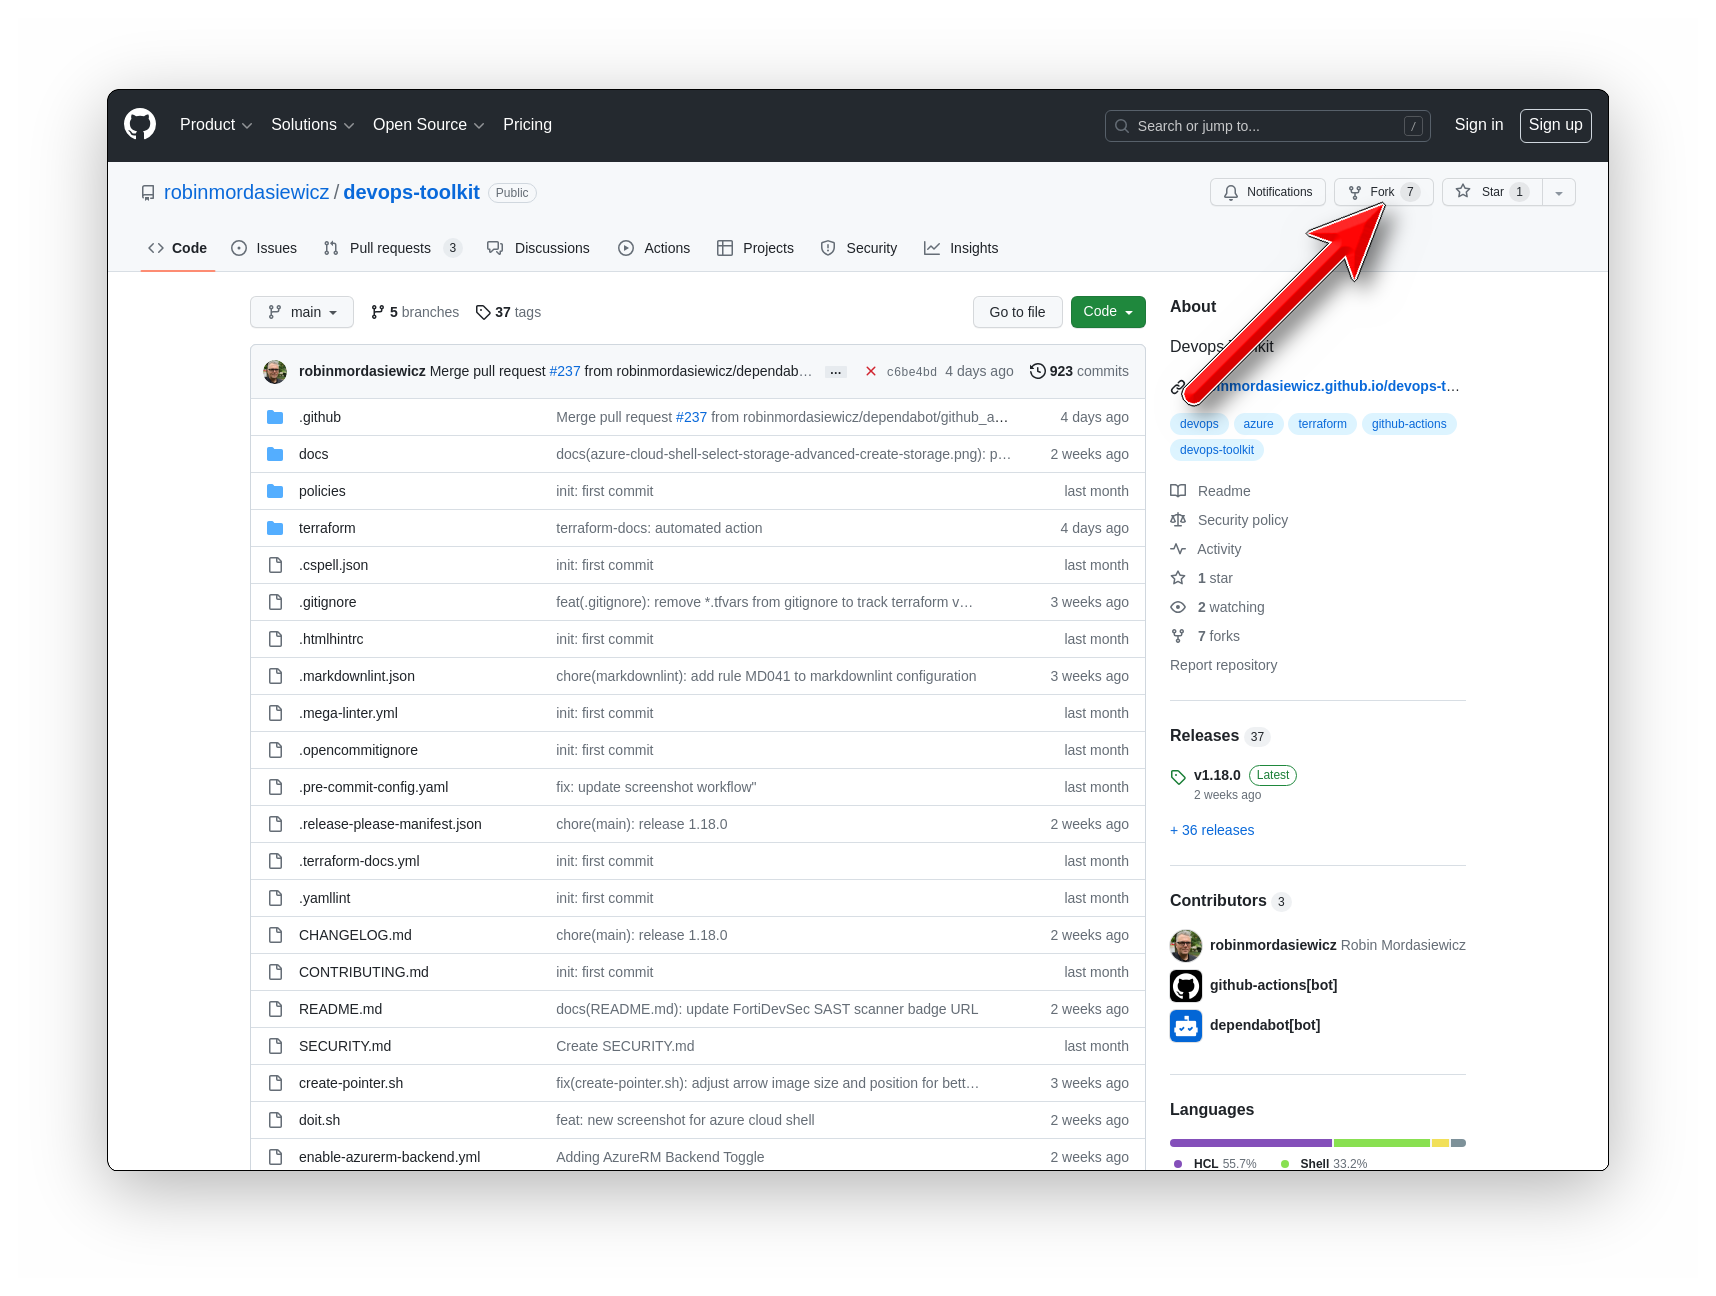 Product Solutions Open Source Pricing Search or jump to... / Sign in Sign up
robinmordasiewicz / devops-toolkit Public Notifications Fork 7 Star 1
Code Issues Pull requests 3 Discussions Actions Projects Security Insights
main 5 branches 37 tags Go to file Code
robinmordasiewicz Merge pull request #237 from robinmordasiewicz/dependab… ... c6be4bd 4 days ago 923 commits
.github Merge pull request #237 from robinmordasiewicz/dependabot/github_a… 4 days ago
docs docs(azure-cloud-shell-select-storage-advanced-create-storage.png): p… 2 weeks ago
policies init: first commit last month
terraform terraform-docs: automated action 4 days ago
.cspell.json init: first commit last month
.gitignore feat(.gitignore): remove *.tfvars from gitignore to track terraform v… 3 weeks ago
.htmlhintrc init: first commit last month
.markdownlint.json chore(markdownlint): add rule MD041 to markdownlint configuration 3 weeks ago
.mega-linter.yml init: first commit last month
.opencommitignore init: first commit last month
.pre-commit-config.yaml fix: update screenshot workflow" last month
.release-please-manifest.json chore(main): release 1.18.0 2 weeks ago
.terraform-docs.yml init: first commit last month
.yamllint init: first commit last month
CHANGELOG.md chore(main): release 1.18.0 2 weeks ago
CONTRIBUTING.md init: first commit last month
README.md docs(README.md): update FortiDevSec SAST scanner badge URL 2 weeks ago
SECURITY.md Create SECURITY.md last month
create-pointer.sh fix(create-pointer.sh): adjust arrow image size and position for bett… 3 weeks ago
doit.sh feat: new screenshot for azure cloud shell 2 weeks ago
enable-azurerm-backend.yml Adding AzureRM Backend Toggle 2 weeks ago
About
Devops
devops azure terraform github-actions
devops-toolkit
Readme
Security policy
Activity
1 star
2 watching
7 forks
Report repository
Releases 37
v1.18.0 Latest
2 weeks ago
+ 36 releases
Contributors 3
robinmordasiewicz Robin Mordasiewicz
github-actions[bot]
dependabot[bot]
Languages
HCL 55.7% Shell 33.2%